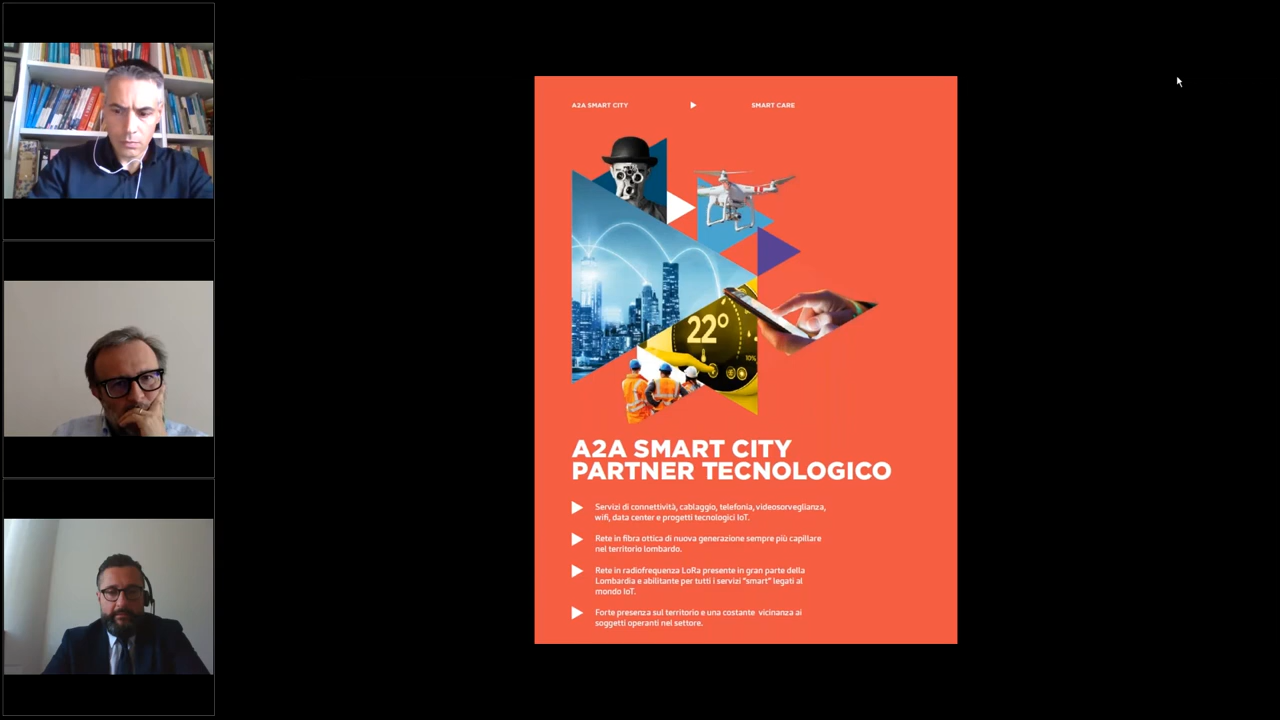 A2A SMART CITY
SMART CARE
22°
10%
A2A SMART CITY
PARTNER TECNOLOGICO
Servizi di connettività, cablaggio, telefonia, videosorveglianza,
wifi, data center e progetti tecnologici IoT.
Rete in fibra ottica di nuova generazione sempre più capillare
nel territorio lombardo.
Rete in radiofrequenza LoRa presente in gran parte della
Lombardia e abilitante per tutti i servizi "smart" legati al
mondo IoT.
Forte presenza sul territorio e una costante vicinanza ai
soggetti operanti nel settore.